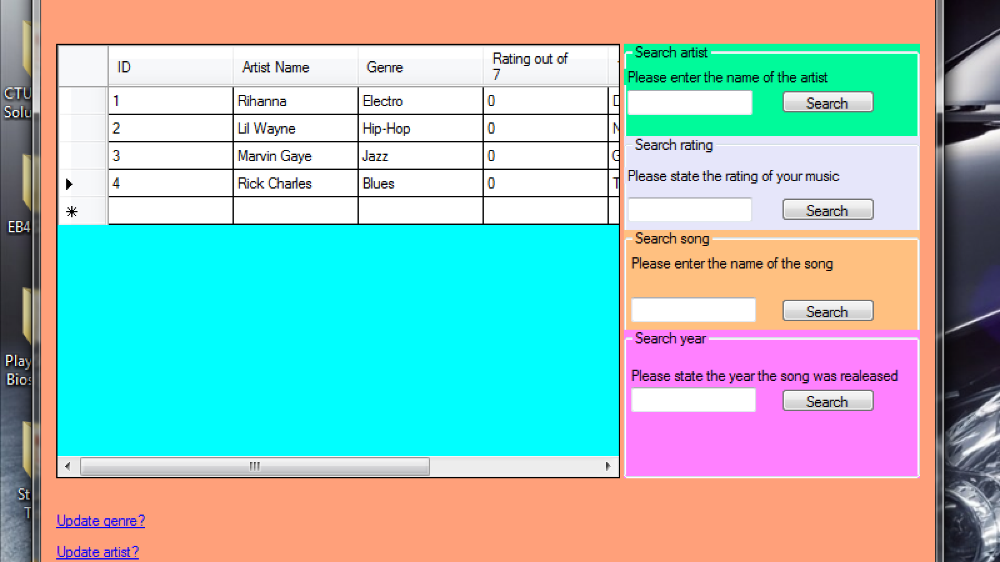 ID Artist Name Genre Rating out of 7
1 Rihanna Electro 0
2 Lil Wayne Hip-Hop 0
3 Marvin Gaye Jazz 0
4 Rick Charles Blues 0
Search artist
Please enter the name of the artist
Search
Search rating
Please state the rating of your music
Search
Search song
Please enter the name of the song
Search
Search year
Please state the year the song was realeased
Search
Update genre?
Update artist?
CTU
Solu
EB4
Play
Bios
St
T